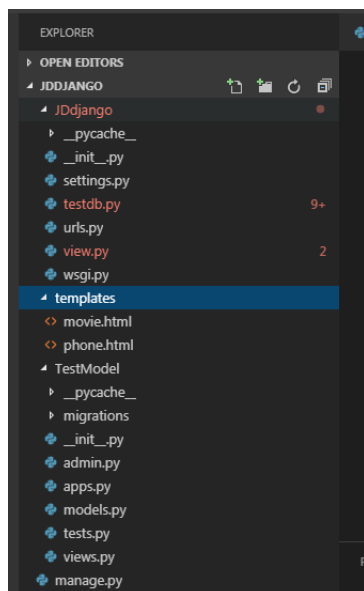 EXPLORER
OPEN EDITORS
JDDJANGO
JDdjango
__pycache__
__init__.py
settings.py
testdb.py 9+
urls.py
view.py 2
wsgi.py
templates
movie.html
phone.html
TestModel
__pycache__
migrations
__init__.py
admin.py
apps.py
models.py
tests.py
views.py
manage.py